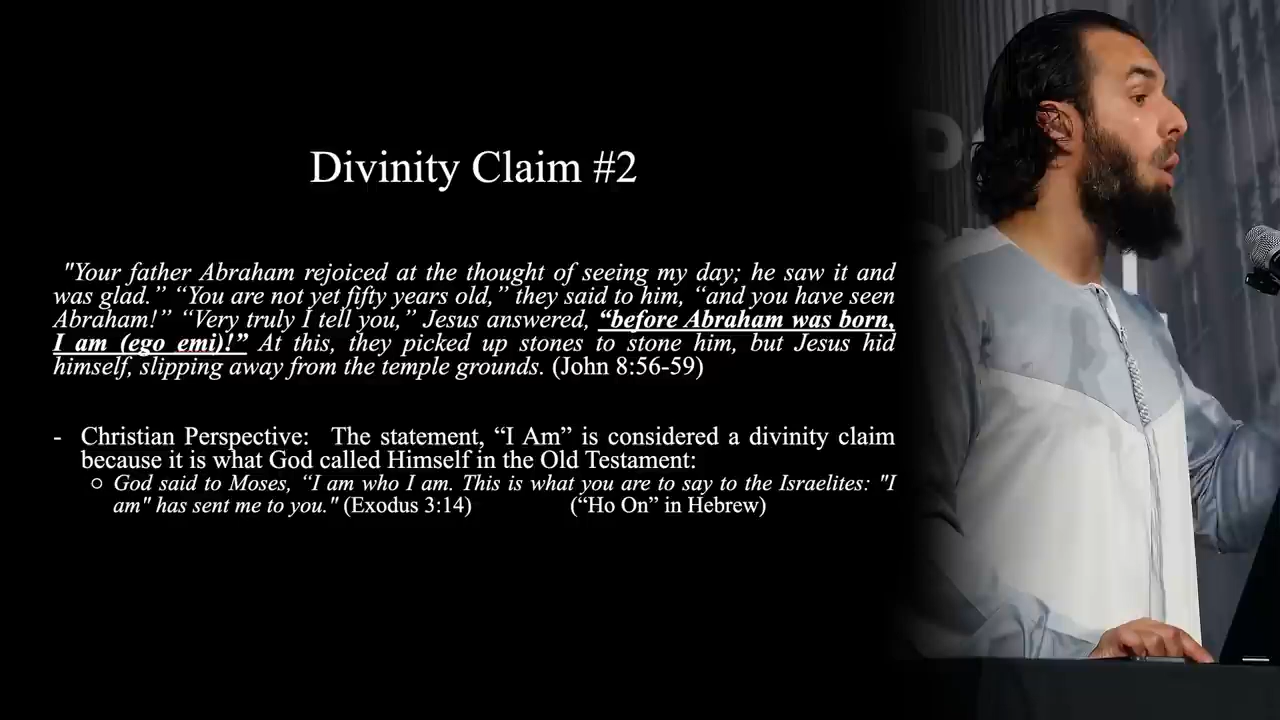 Divinity Claim #2
"Your father Abraham rejoiced at the thought of seeing my day; he saw it and
was glad.” “You are not yet fifty years old,” they said to him, “and you have seen
Abraham!” “Very truly I tell you,” Jesus answered, “before Abraham was born,
I am (ego emi)!” At this, they picked up stones to stone him, but Jesus hid
himself, slipping away from the temple grounds. (John 8:56-59)
- Christian Perspective: The statement, “I Am” is considered a divinity claim
because it is what God called Himself in the Old Testament:
○ God said to Moses, “I am who I am. This is what you are to say to the Israelites: "I
am" has sent me to you." (Exodus 3:14) (“Ho On” in Hebrew)